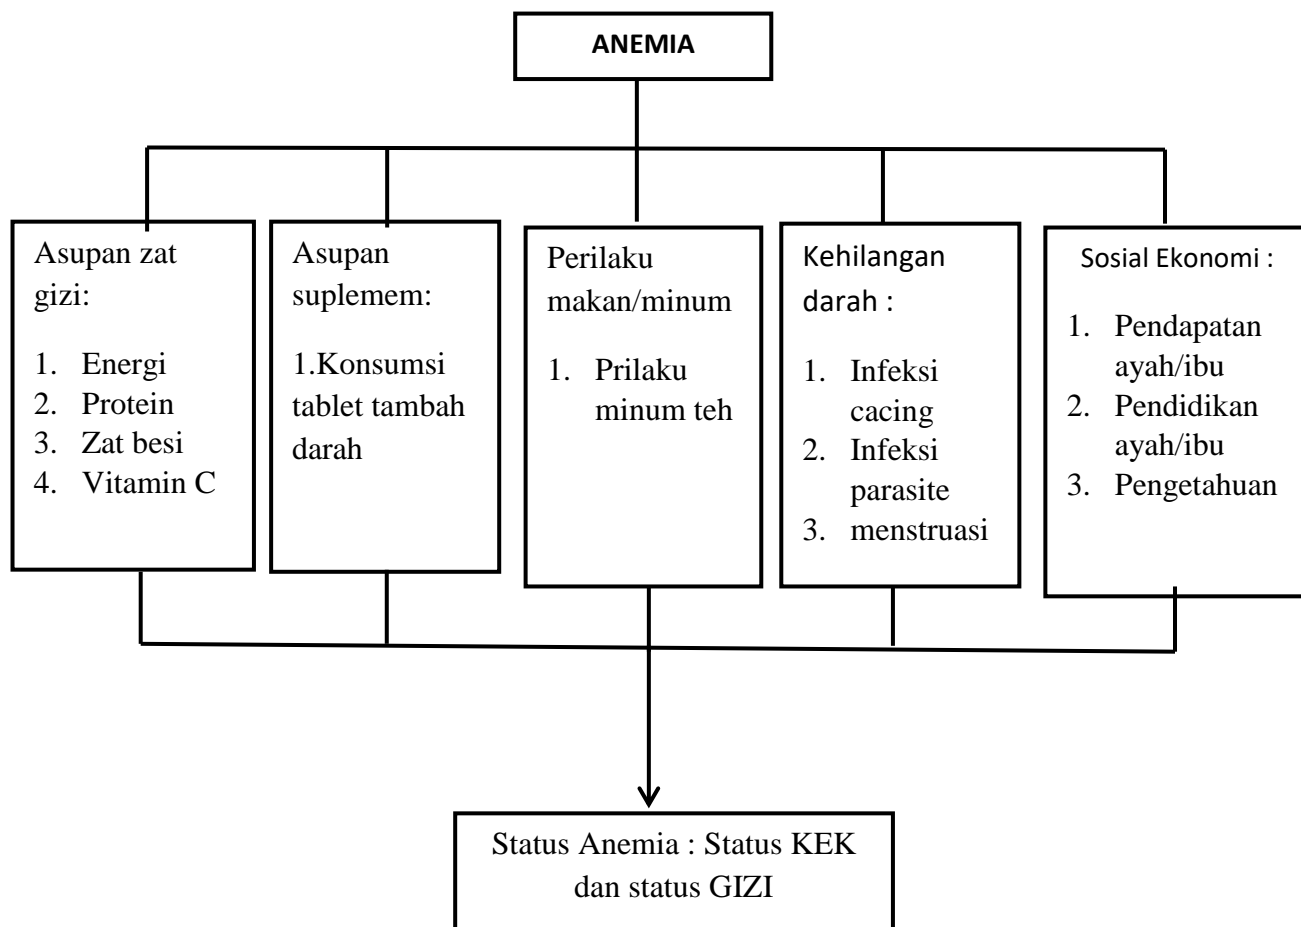 ANEMIA
Asupan zat
gizi:
1. Energi
2. Protein
3. Zat besi
4. Vitamin C
Asupan
suplemem:
1.Konsumsi
tablet tambah
darah
Perilaku
makan/minum
1. Prilaku
minum teh
Kehilangan
darah :
1. Infeksi
cacing
2. Infeksi
parasite
3. menstruasi
Sosial Ekonomi :
1. Pendapatan
ayah/ibu
2. Pendidikan
ayah/ibu
3. Pengetahuan
Status Anemia : Status KEK
dan status GIZI